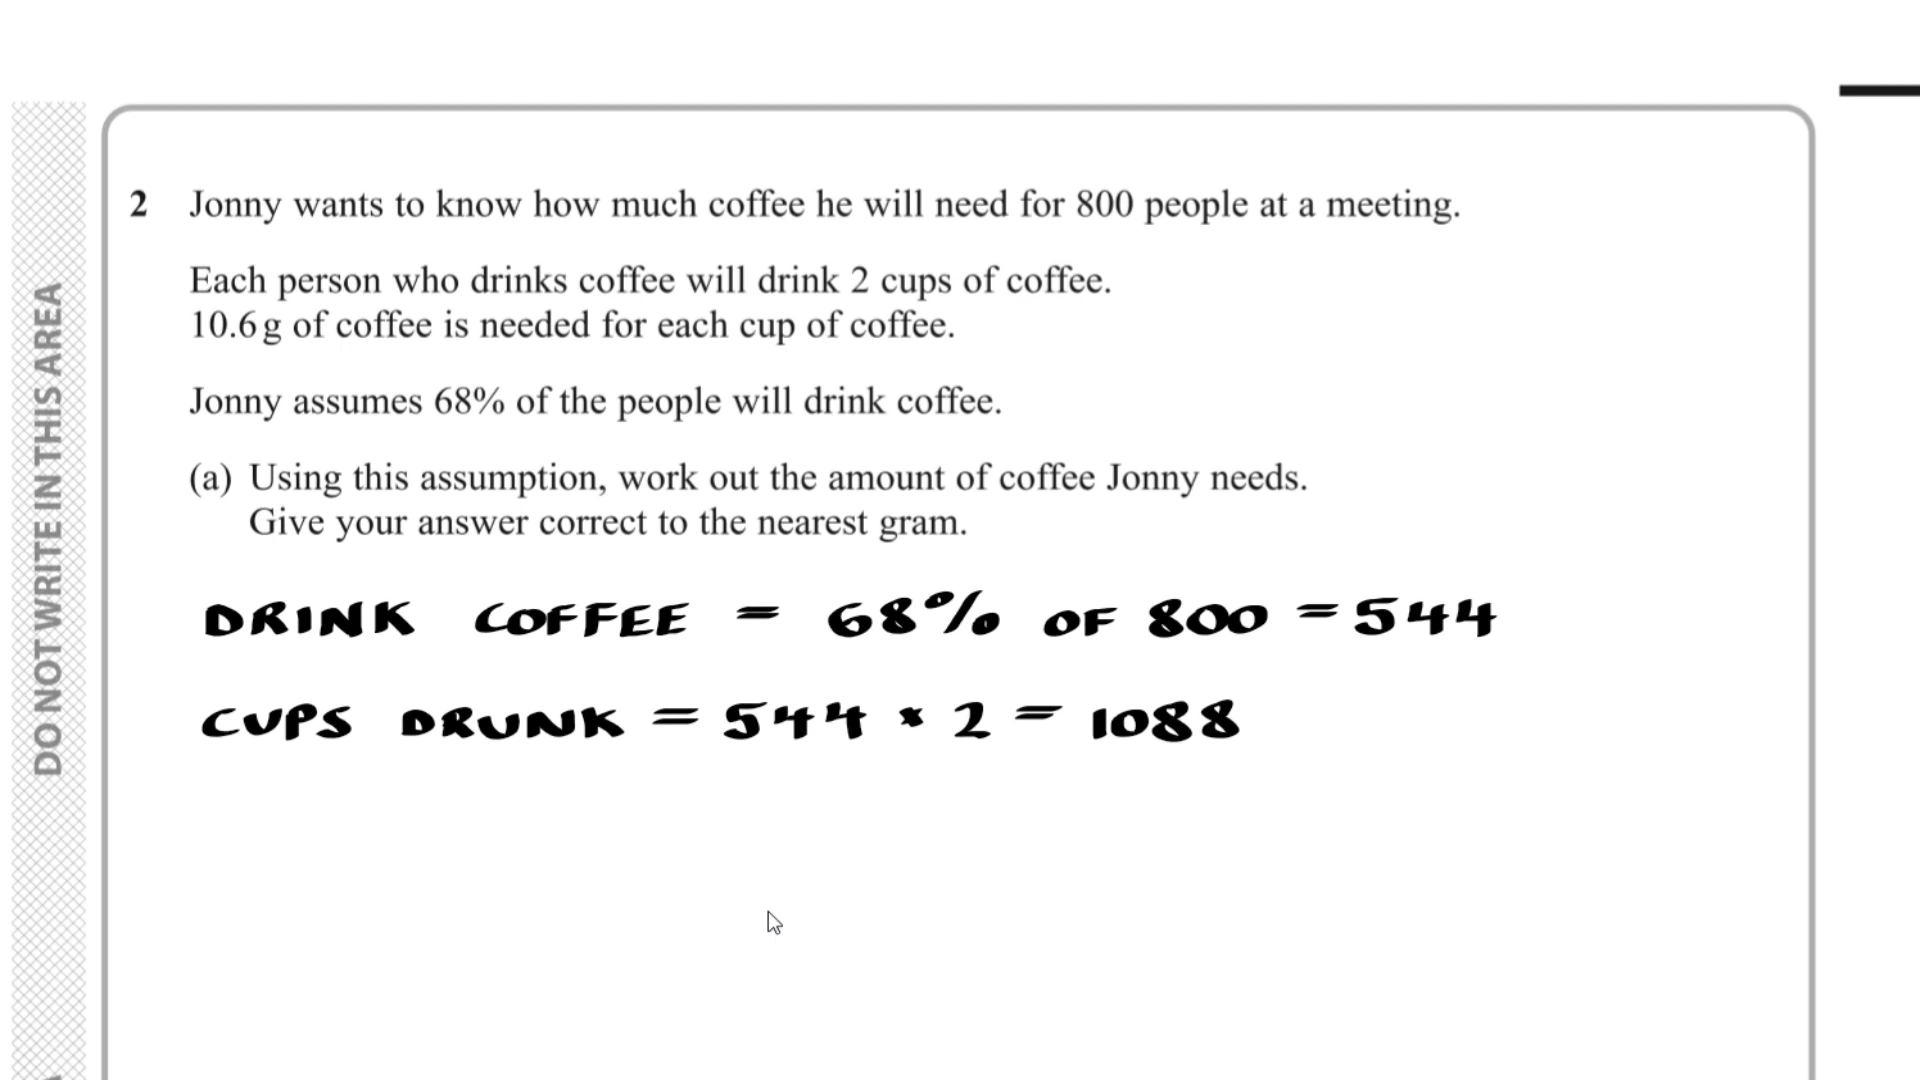 DO NOT WRITE IN THIS AREA
2 Jonny wants to know how much coffee he will need for 800 people at a meeting.
Each person who drinks coffee will drink 2 cups of coffee.
10.6 g of coffee is needed for each cup of coffee.
Jonny assumes 68% of the people will drink coffee.
(a) Using this assumption, work out the amount of coffee Jonny needs.
Give your answer correct to the nearest gram.
DRINK COFFEE = 68% OF 800 = 544
CUPS DRUNK = 544 × 2 = 1088